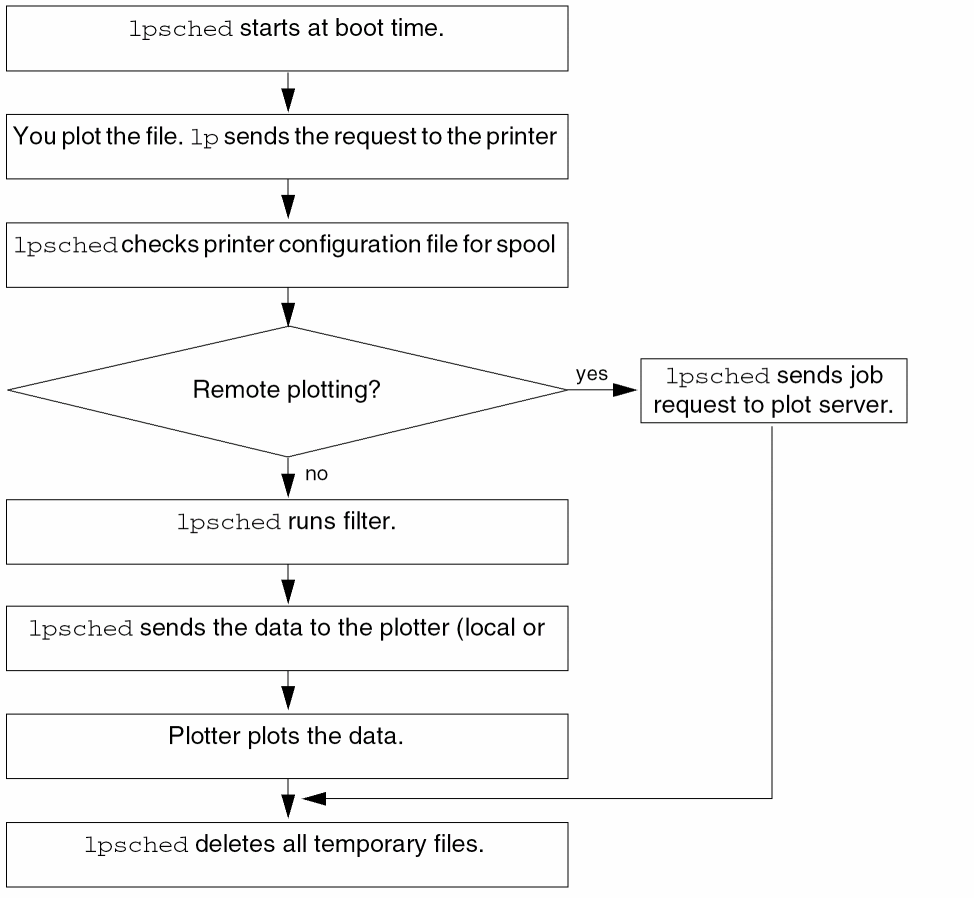 lpsched starts at boot time.
You plot the file. lp sends the request to the printer
lpsched checks printer configuration file for spool
Remote plotting?
yes
lpsched sends job
request to plot server.
no
lpsched runs filter.
lpsched sends the data to the plotter (local or
Plotter plots the data.
lpsched deletes all temporary files.